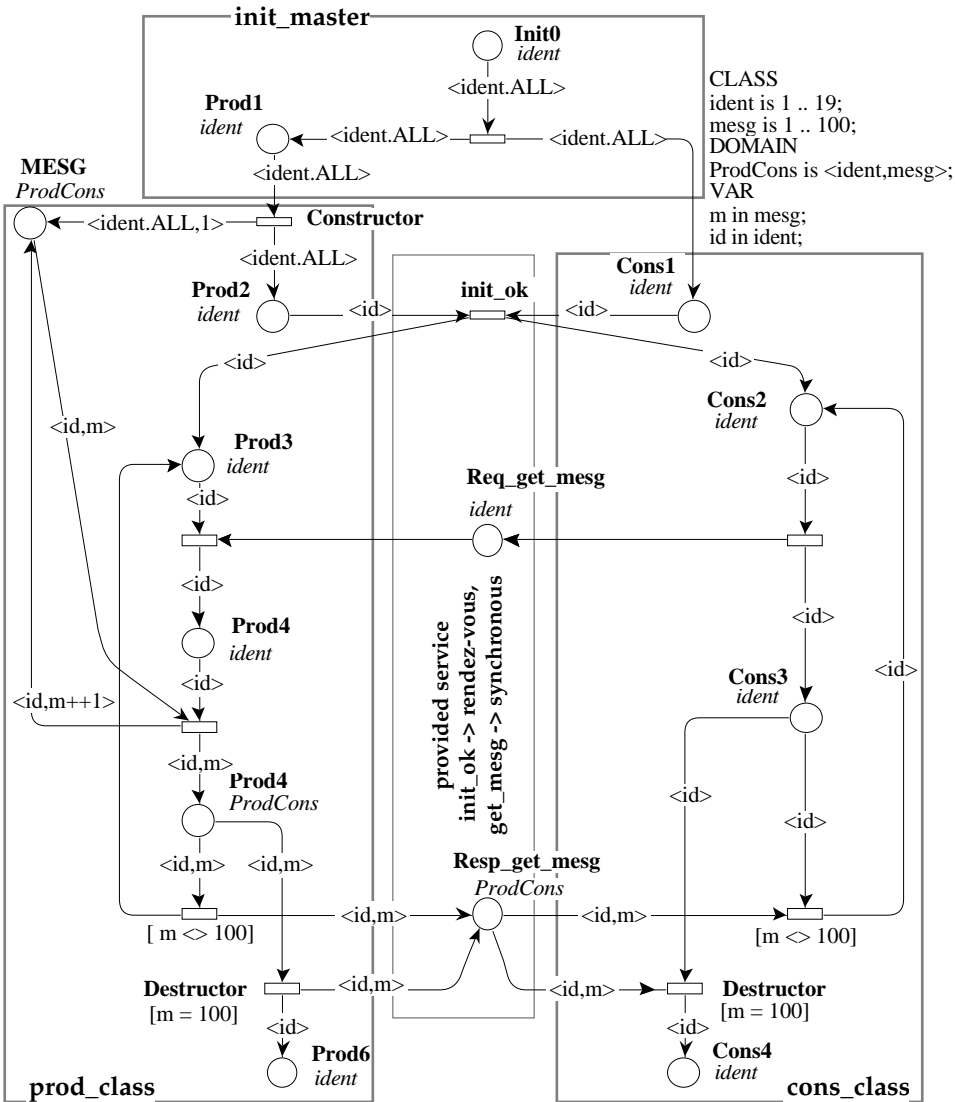 init_master
Init0
ident
<ident.ALL>
Prod1
ident
<ident.ALL>
<ident.ALL>
CLASS
ident is 1 .. 19;
mesg is 1 .. 100;
DOMAIN
ProdCons is <ident,mesg>;
VAR
m in mesg;
id in ident;
MESG
ProdCons
<ident.ALL>
<ident.ALL,1>
Constructor
<ident.ALL>
Prod2
ident
<id>
init_ok
<id>
Cons1
ident
<id>
<id>
Cons2
ident
<id,m>
Prod3
ident
<id>
Req_get_mesg
ident
<id>
<id>
Prod4
ident
<id>
<id>
<id>
Cons3
ident
<id,m++1>
provided service
init_ok -> rendez-vous,
get_mesg -> synchronous
<id,m>
Prod4
ProdCons
<id>
<id>
<id,m>
<id,m>
Resp_get_mesg
ProdCons
<id,m>
<id,m>
[ m <> 100]
[m <> 100]
Destructor
[m = 100]
<id,m>
<id,m>
Destructor
[m = 100]
<id>
<id>
Prod6
ident
Cons4
ident
prod_class
cons_class